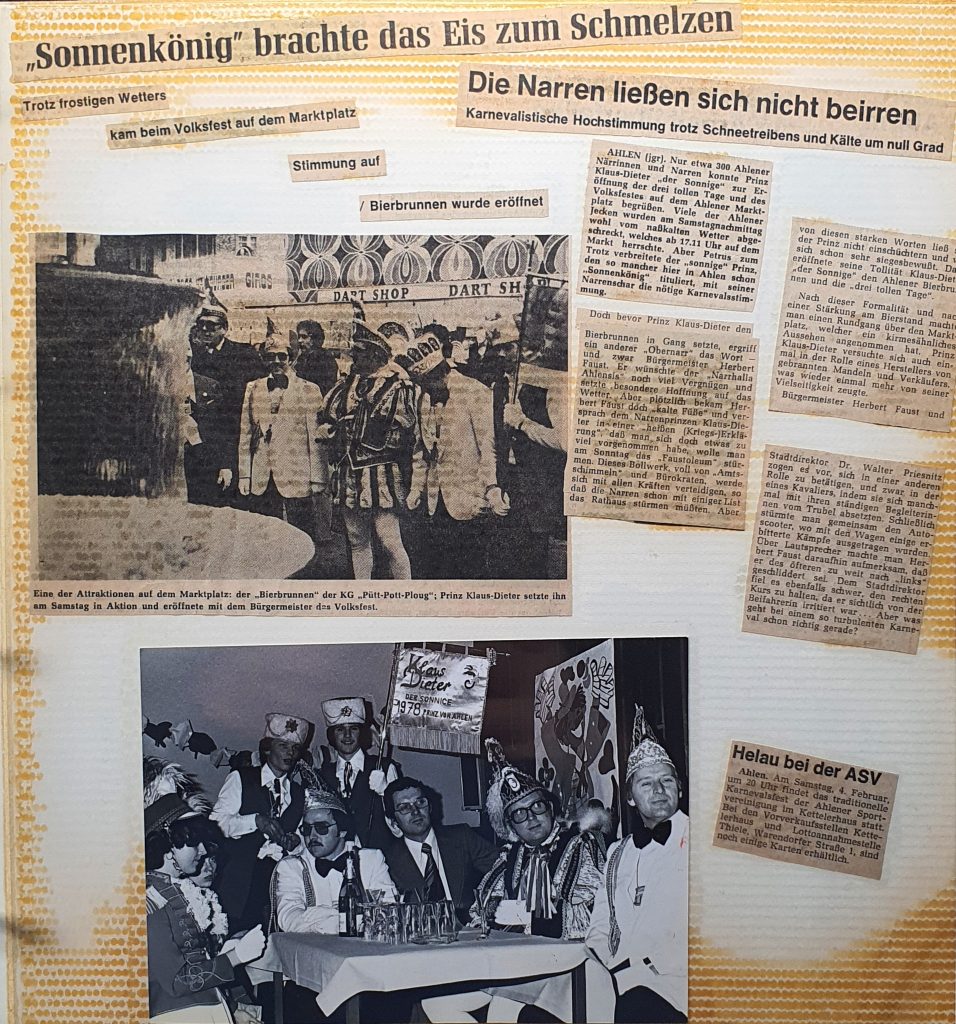 „Sonnenkönig” brachte das Eis zum Schmelzen
Trotz frostigen Wetters
kam beim Volksfest auf dem Marktplatz
Stimmung auf
/ Bierbrunnen wurde eröffnet
Die Narren ließen sich nicht beirren
Karnevalistische Hochstimmung trotz Schneetreibens und Kälte um null Grad
AHLEN (jgr). Nur etwa 300 Ahlener
Närrinnen und Narren konnte Prinz
Klaus-Dieter „der Sonnige” zur Er-
öffnung der drei tollen Tage und des
Volksfestes auf dem Ahlener Markt-
platz begrüßen. Viele der Ahlener
Jecken wurden am Samstagnachmittag
wohl vom naßkalten Wetter abge-
schreckt, welches ab 17.11 Uhr auf dem
Markt herrschte. Aber Petrus zum
Trotz verbreitete der „sonnige” Prinz,
den so mancher hier in Ahlen schon
„Sonnenkönig” tituliert, mit seiner
Narrenschar die nötige Karnevalsstim-
mung.
Doch bevor Prinz Klaus-Dieter den
Bierbrunnen in Gang setzte, ergriff
ein anderer „Obernarr” das Wort —
und zwar Bürgermeister Herbert
Faust. Er wünschte der „Narrhalla
Ahlensis” noch viel Vergnügen und
setzte besondere Hoffnung auf das
Wetter. Aber plötzlich bekam Her-
bert Faust doch „kalte Füße” und ver-
sprach dem Narrenprinzen Klaus-Die-
ter in einer „heißen (Kriegs-)Erklä-
rung”, daß man sich doch etwas zu
viel vorgenommen habe, wolle man
am Sonntag das „Faustoleum” stür-
men. Dieses Bollwerk, voll von „Amts-
schimmeln” und Bürokraten, werde
sich mit allen Kräften verteidigen, so
daß die Narren schon mit einiger List
das Rathaus stürmen müßten. Aber
von diesen starken Worten ließ
der Prinz nicht einschüchtern und
sich schon sehr siegesbewußt. Da
eröffnete seine Tollität Klaus-Die
„der Sonnige” den Ahlener Bierbru
nen und die „drei tollen Tage”.
Nach dieser Formalität und nac
einer Stärkung am Bierstand machte
man einen Rundgang über den Markt-
platz, welcher ein kirmesähnliches
Aussehen angenommen hat. Prinz
Klaus-Dieter versuchte sich auch ein-
mal in der Rolle eines Herstellers von
gebrannten Mandeln und Verkäufers,
was wieder einmal mehr von seiner
Vielseitigkeit zeugte.
Bürgermeister Herbert Faust und
Stadtdirektor Dr. Walter Priesnitz
zogen es vor, sich in einer anderen
Rolle zu betätigen, und zwar in der
eines Kavaliers, indem sie sich manch-
mal mit ihren ständigen Begleiterin-
nen vom Trubel absetzten. Schließlich
stürmte man gemeinsam den Auto-
scooter, wo mit den Wagen einige er-
bitterte Kämpfe ausgetragen wurden.
Über Lautsprecher machte man Her-
bert Faust daraufhin aufmerksam, daß
er des öfteren zu weit nach „links”
geschliddert sei. Dem Stadtdirektor
fiel es ebenfalls schwer, den rechten
Kurs zu halten, da er sichtlich von der
Beifahrerin irritiert war . . . Aber was
geht bei einem so turbulenten Karne-
val schon richtig gerade?
DART SHOP DART SH
Eine der Attraktionen auf dem Marktplatz: der „Bierbrunnen” der KG „Pütt-Pott-Ploug”; Prinz Klaus-Dieter setzte ihn
am Samstag in Aktion und eröffnete mit dem Bürgermeister das Volksfest.
Klaus
Dieter
DER SONNIGE
1978 PRINZ VON AHLEN
Helau bei der ASV
Ahlen. Am Samstag, 4. Februar,
um 20 Uhr findet das traditionelle
Karnevalsfest der Ahlener Sport-
vereinigung im Kettelerhaus statt.
Bei den Vorverkaufsstellen Kette-
lerhaus und Lottoannahmestelle
Thiele, Warendorfer Straße 1, sind
noch einige Karten erhältlich.